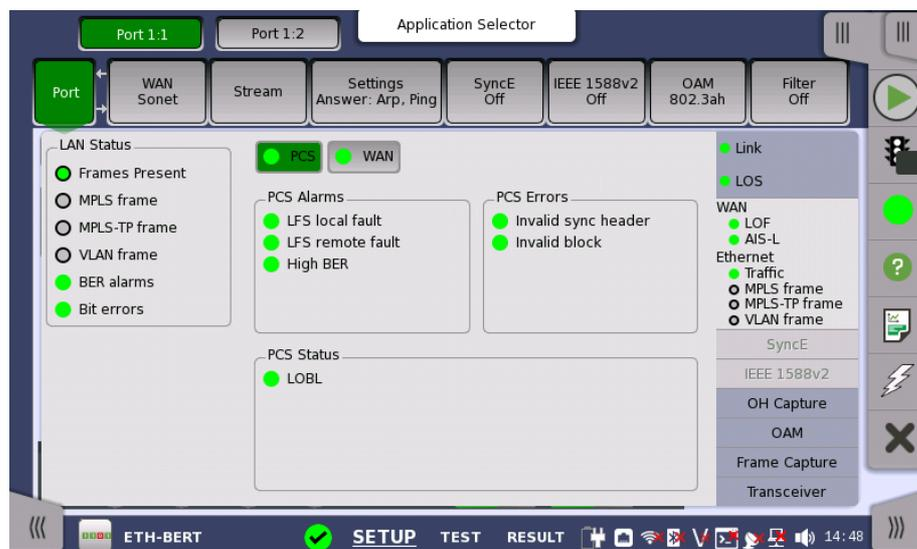 Application Selector
Port 1:1
Port 1:2
Port
WAN
Sonet
Stream
Settings
Answer: Arp, Ping
SyncE
Off
IEEE 1588v2
Off
OAM
802.3ah
Filter
Off
LAN Status
Frames Present
MPLS frame
MPLS-TP frame
VLAN frame
BER alarms
Bit errors
PCS
WAN
PCS Alarms
LFS local fault
LFS remote fault
High BER
PCS Errors
Invalid sync header
Invalid block
PCS Status
LOBL
Link
LOS
WAN
LOF
AIS-L
Ethernet
Traffic
MPLS frame
MPLS-TP frame
VLAN frame
SyncE
IEEE 1588v2
OH Capture
OAM
Frame Capture
Transceiver
ETH-BERT
SETUP
TEST
RESULT
14:48